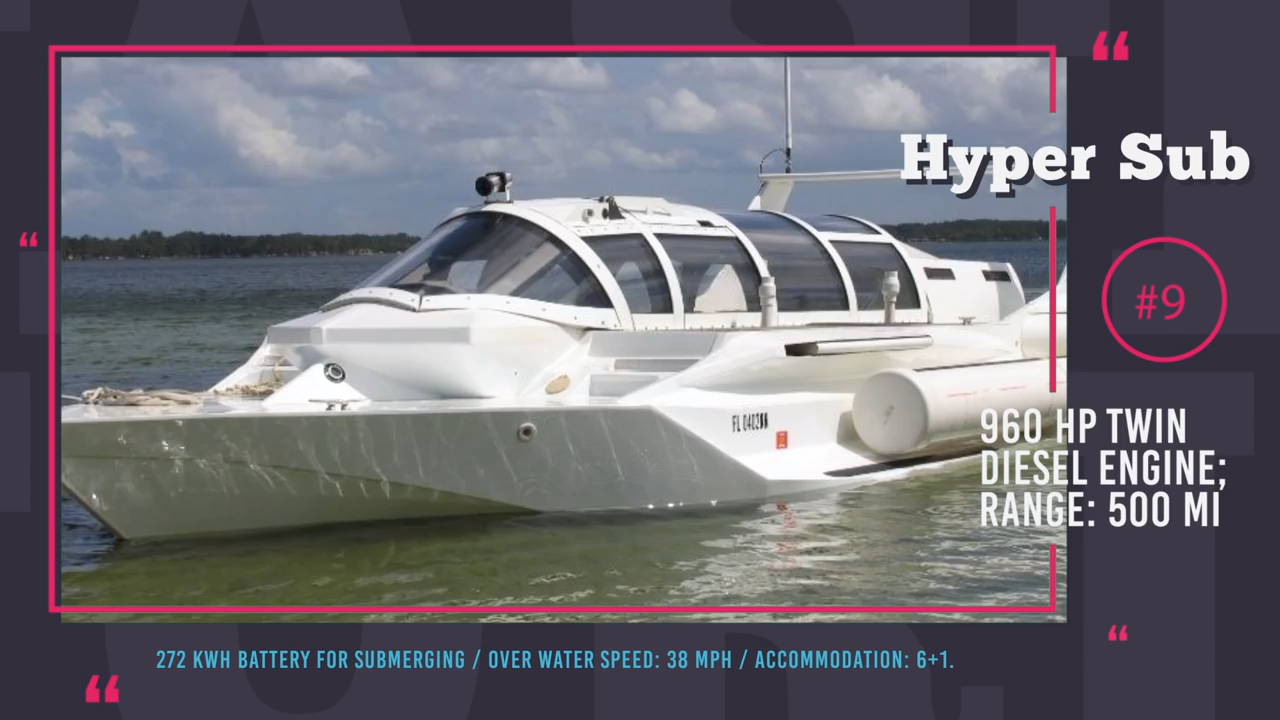 Hyper Sub
#9
960 HP TWIN
DIESEL ENGINE;
RANGE: 500 MI
272 KWH BATTERY FOR SUBMERGING / OVER WATER SPEED: 38 MPH / ACCOMMODATION: 6+1.